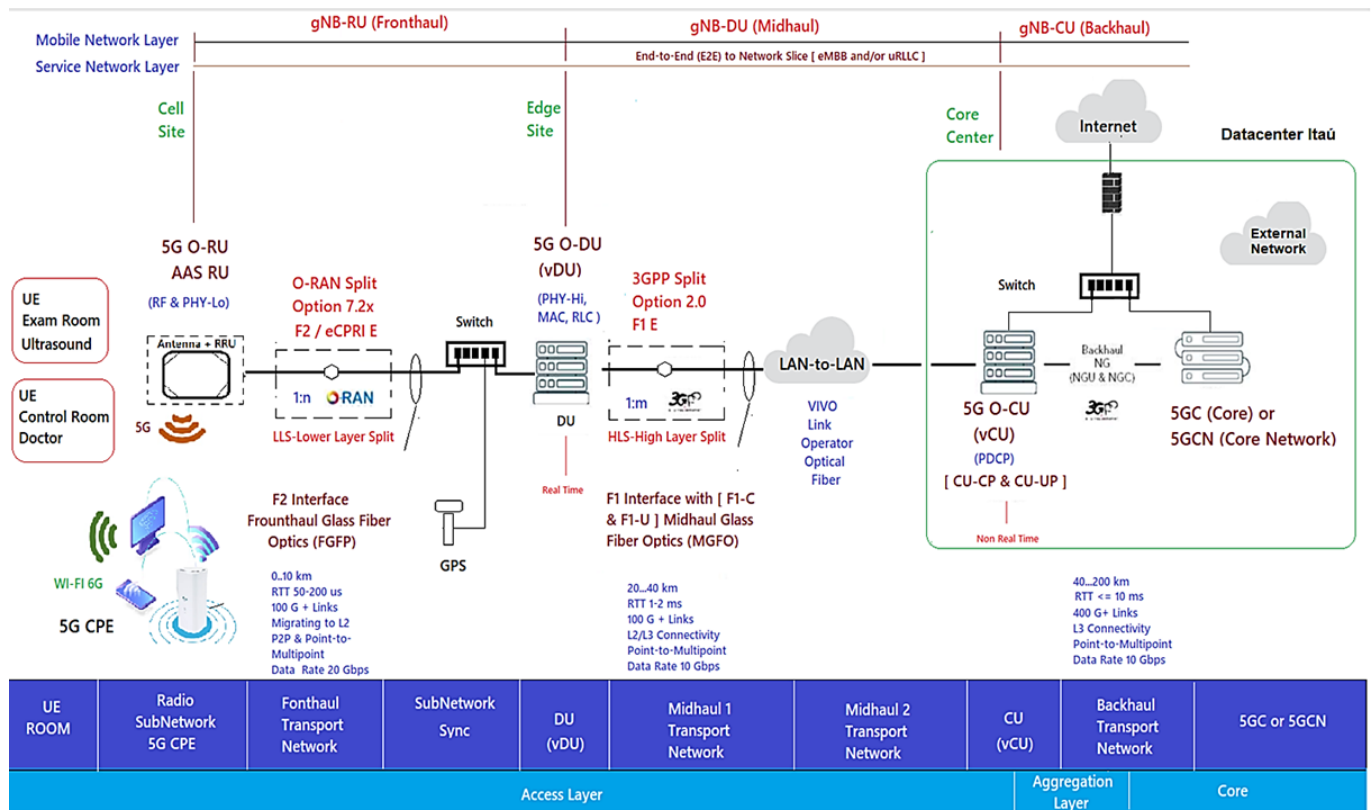 gNB-RU (Fronthaul)
gNB-DU (Midhaul)
gNB-CU (Backhaul)
Mobile Network Layer
End-to-End (E2E) to Network Slice [ eMBB and/or uRLLC ]
Service Network Layer
Cell
Site
Edge
Site
Core
Center
Internet
Datacenter Itaú
External
Network
5G O-RU
AAS RU
(RF & PHY-Lo)
O-RAN Split
Option 7.2x
F2 / eCPRI E
5G O-DU
(vDU)
(PHY-Hi,
MAC, RLC )
3GPP Split
Option 2.0
F1 E
Switch
Switch
UE
Exam Room
Ultrasound
UE
Control Room
Doctor
Antenna + RRU
5G
1:n
O-RAN
LLS-Lower Layer Split
DU
Real Time
1:m
3GPP
HLS-High Layer Split
LAN-to-LAN
VIVO
Link
Operator
Optical
Fiber
Backhaul
NG
(NGU & NGC)
3GPP
5G O-CU
(vCU)
(PDCP)
[ CU-CP & CU-UP ]
Non Real Time
5GC (Core) or
5GCN (Core Network)
WI-FI 6G
5G CPE
F2 Interface
Frounthaul Glass Fiber
Optics (FGFP)
0..10 km
RTT 50-200 us
100 G + Links
Migrating to L2
P2P & Point-to-
Multipoint
Data Rate 20 Gbps
GPS
F1 Interface with [ F1-C
& F1-U ] Midhaul Glass
Fiber Optics (MGFO)
20...40 km
RTT 1-2 ms
100 G + Links
L2/L3 Connectivity
Point-to-Multipoint
Data Rate 10 Gbps
40...200 km
RTT <= 10 ms
400 G+ Links
L3 Connectivity
Point-to-Multipoint
Data Rate 10 Gbps
UE
ROOM
Radio
SubNetwork
5G CPE
Fonthaul
Transport
Network
SubNetwork
Sync
DU
(vDU)
Midhaul 1
Transport
Network
Midhaul 2
Transport
Network
CU
(vCU)
Backhaul
Transport
Network
5GC or 5GCN
Access Layer
Aggregation
Layer
Core